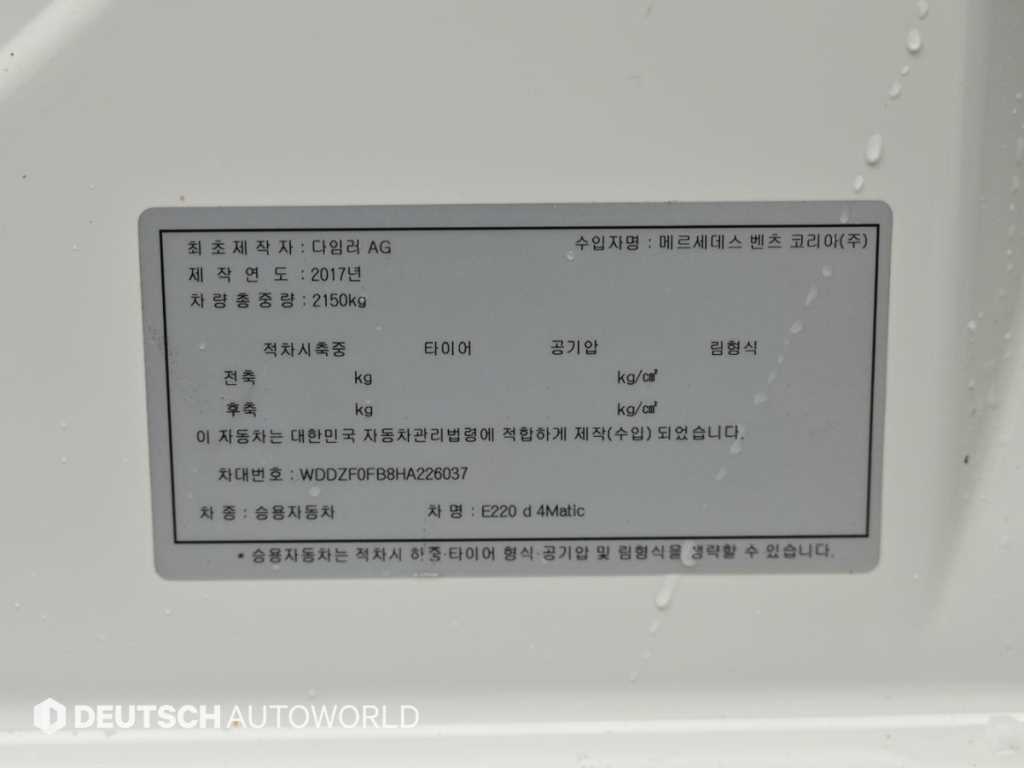 최 초 제 작 자 : 다임러 AG 수입자명 : 메르세데스 벤츠 코리아(주)
제 작 연 도 : 2017년
차 량 총 중 량 : 2150kg
적차시축중 타이어 공기압 림형식
전축 kg kg/㎠
후축 kg kg/㎠
이 자동차는 대한민국 자동차관리법령에 적합하게 제작(수입) 되었습니다.
차대번호 : WDDZF0FB8HA226037
차 종 : 승용자동차 차 명 : E220 d 4Matic
* 승용자동차는 적차시 하중·타이어 형식·공기압 및 림형식을 생략할 수 있습니다.
DEUTSCH AUTOWORLD